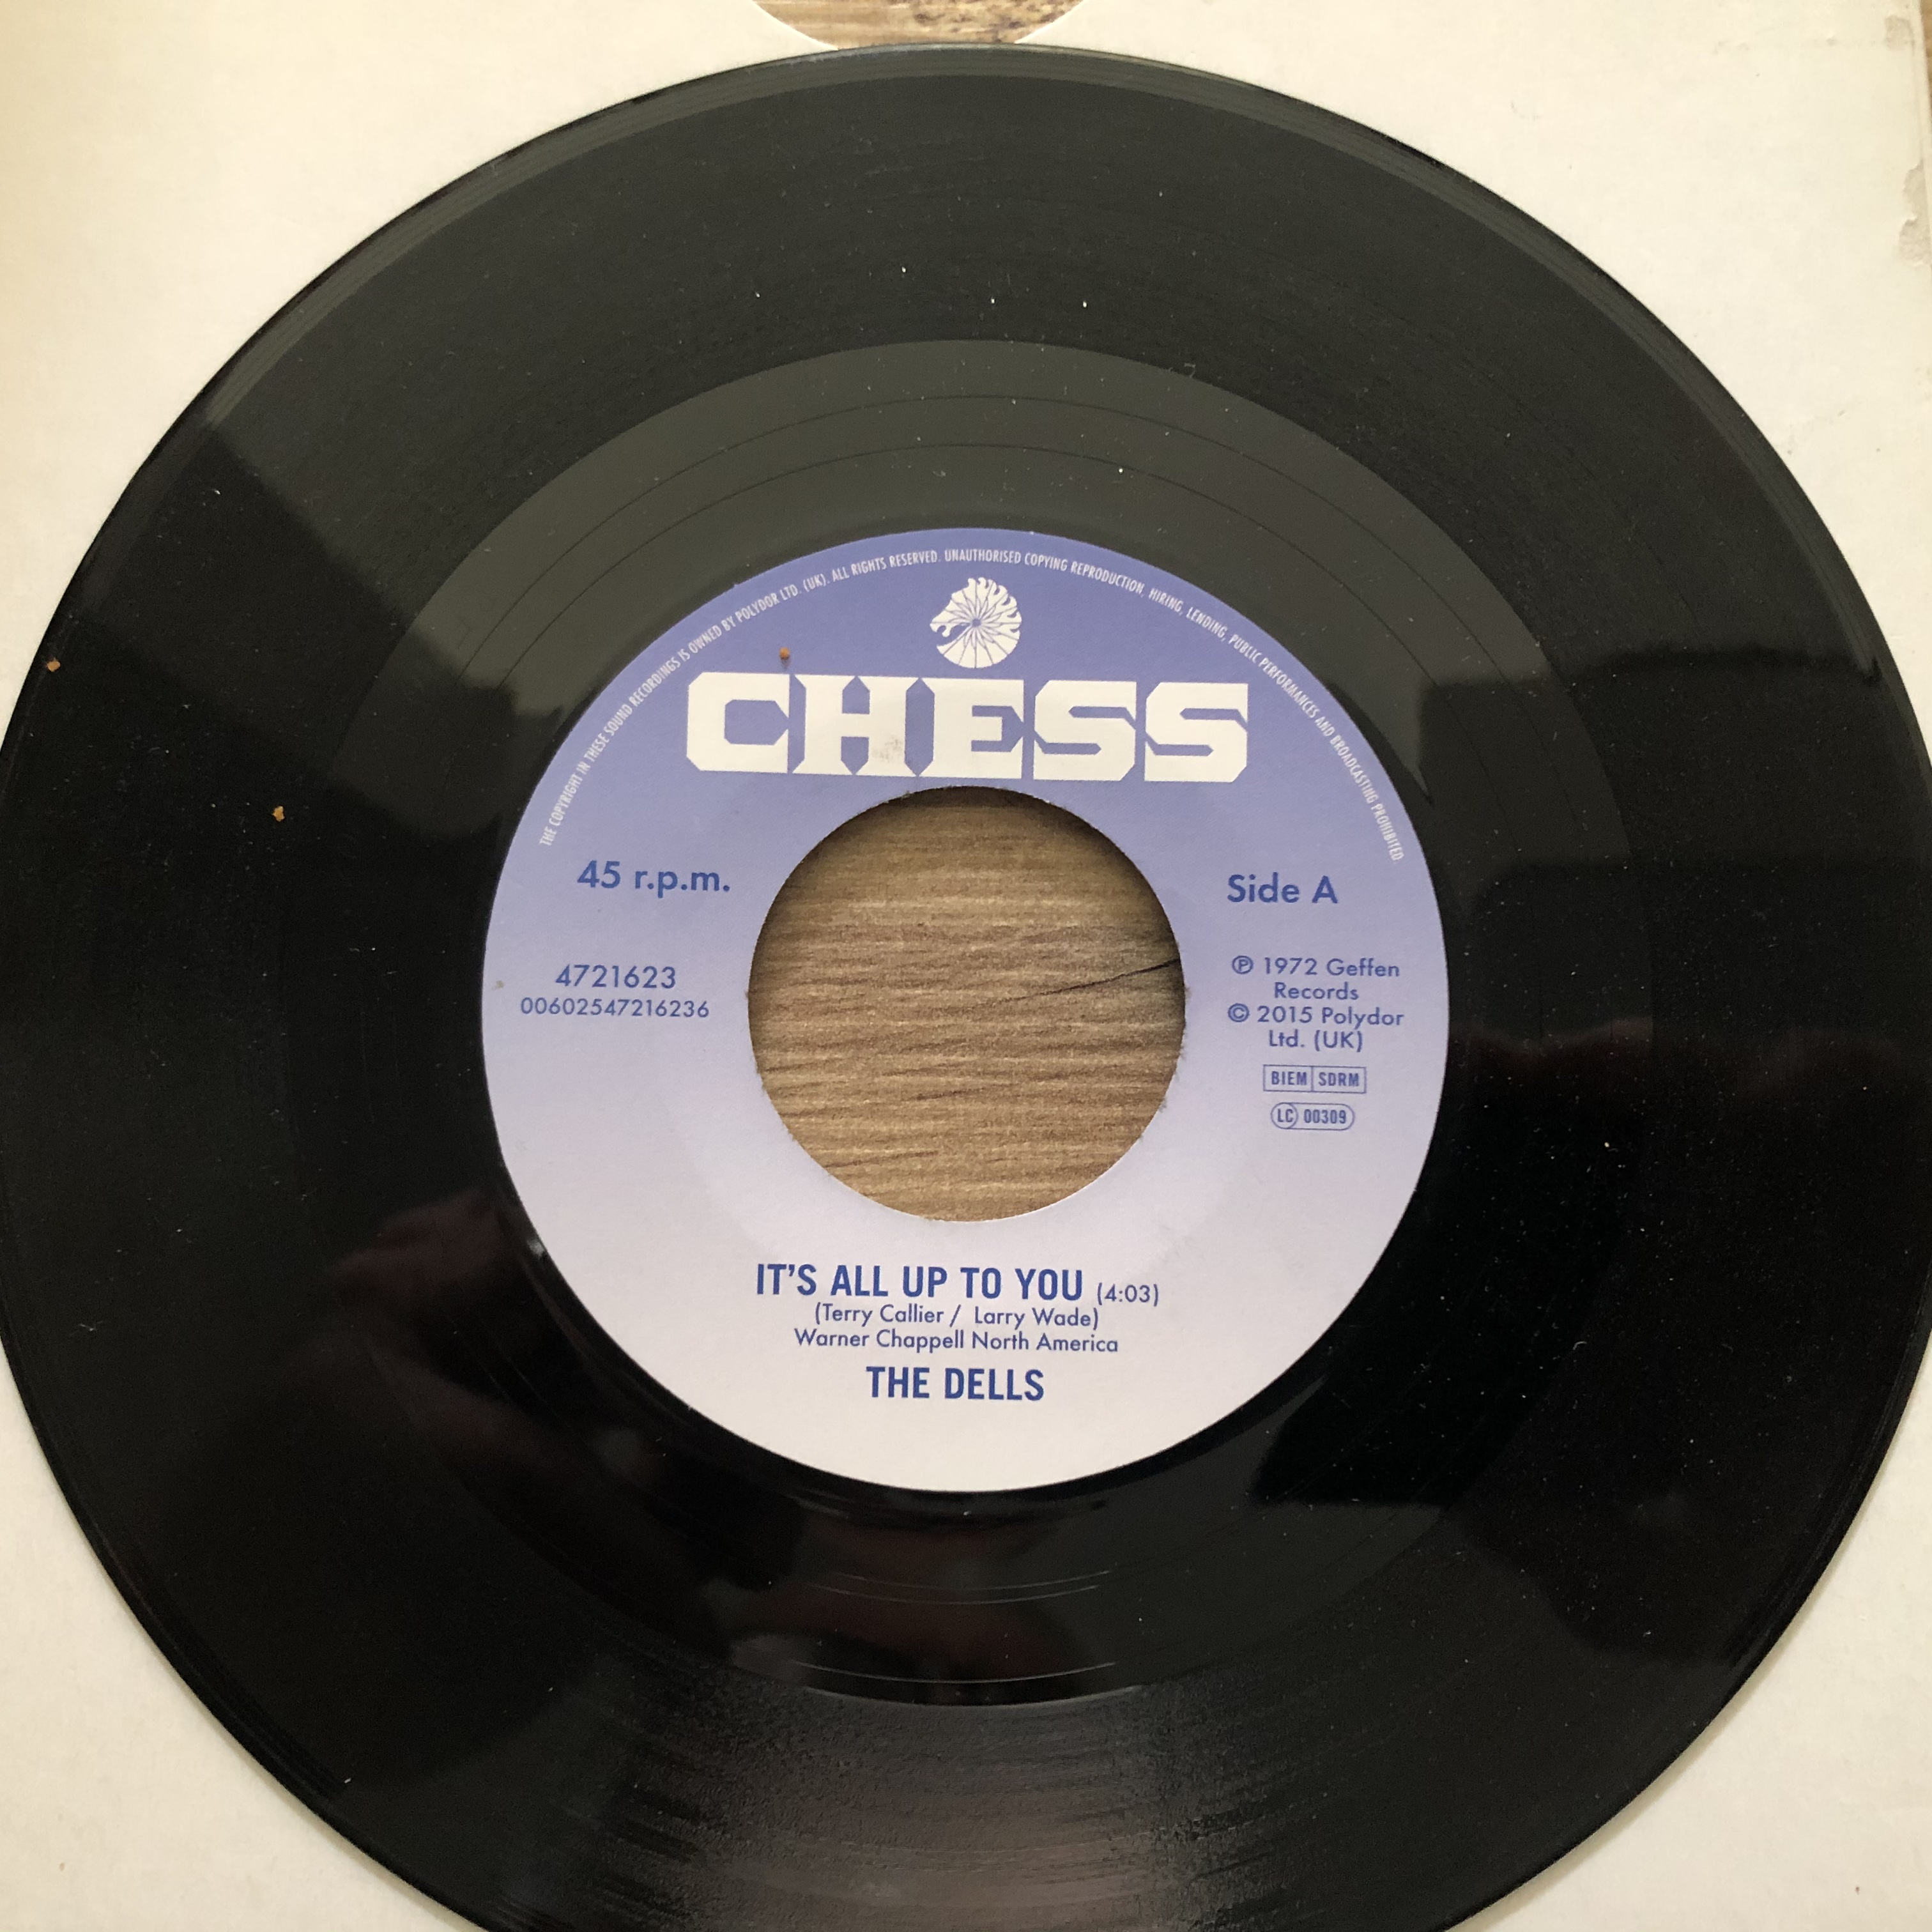 THE COPYRIGHT IN THESE SOUND RECORDINGS IS OWNED BY POLYDOR LTD. (UK). ALL RIGHTS RESERVED. UNAUTHORISED COPYING REPRODUCTION, HIRING, LENDING, PUBLIC PERFORMANCES AND BROADCASTING PROHIBITED.
CHESS
45 r.p.m.
Side A
4721623
00602547216236
℗ 1972 Geffen
Records
© 2015 Polydor
Ltd. (UK)
BIEM SDRM
LC 00309
IT'S ALL UP TO YOU (4:03)
(Terry Callier / Larry Wade)
Warner Chappell North America
THE DELLS